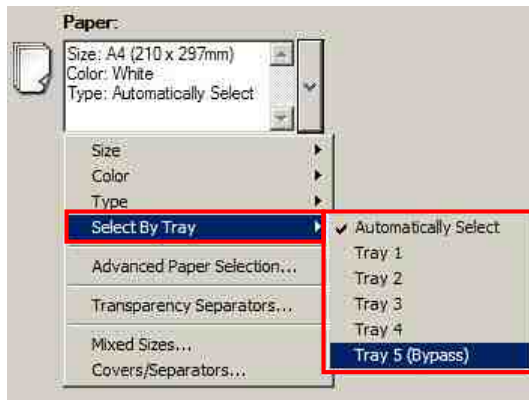 Paper:
Size: A4 (210 x 297mm)
Color: White
Type: Automatically Select
Size
Color
Type
Select By Tray
Advanced Paper Selection...
Transparency Separators...
Mixed Sizes...
Covers/Separators...
Automatically Select
Tray 1
Tray 2
Tray 3
Tray 4
Tray 5 (Bypass)